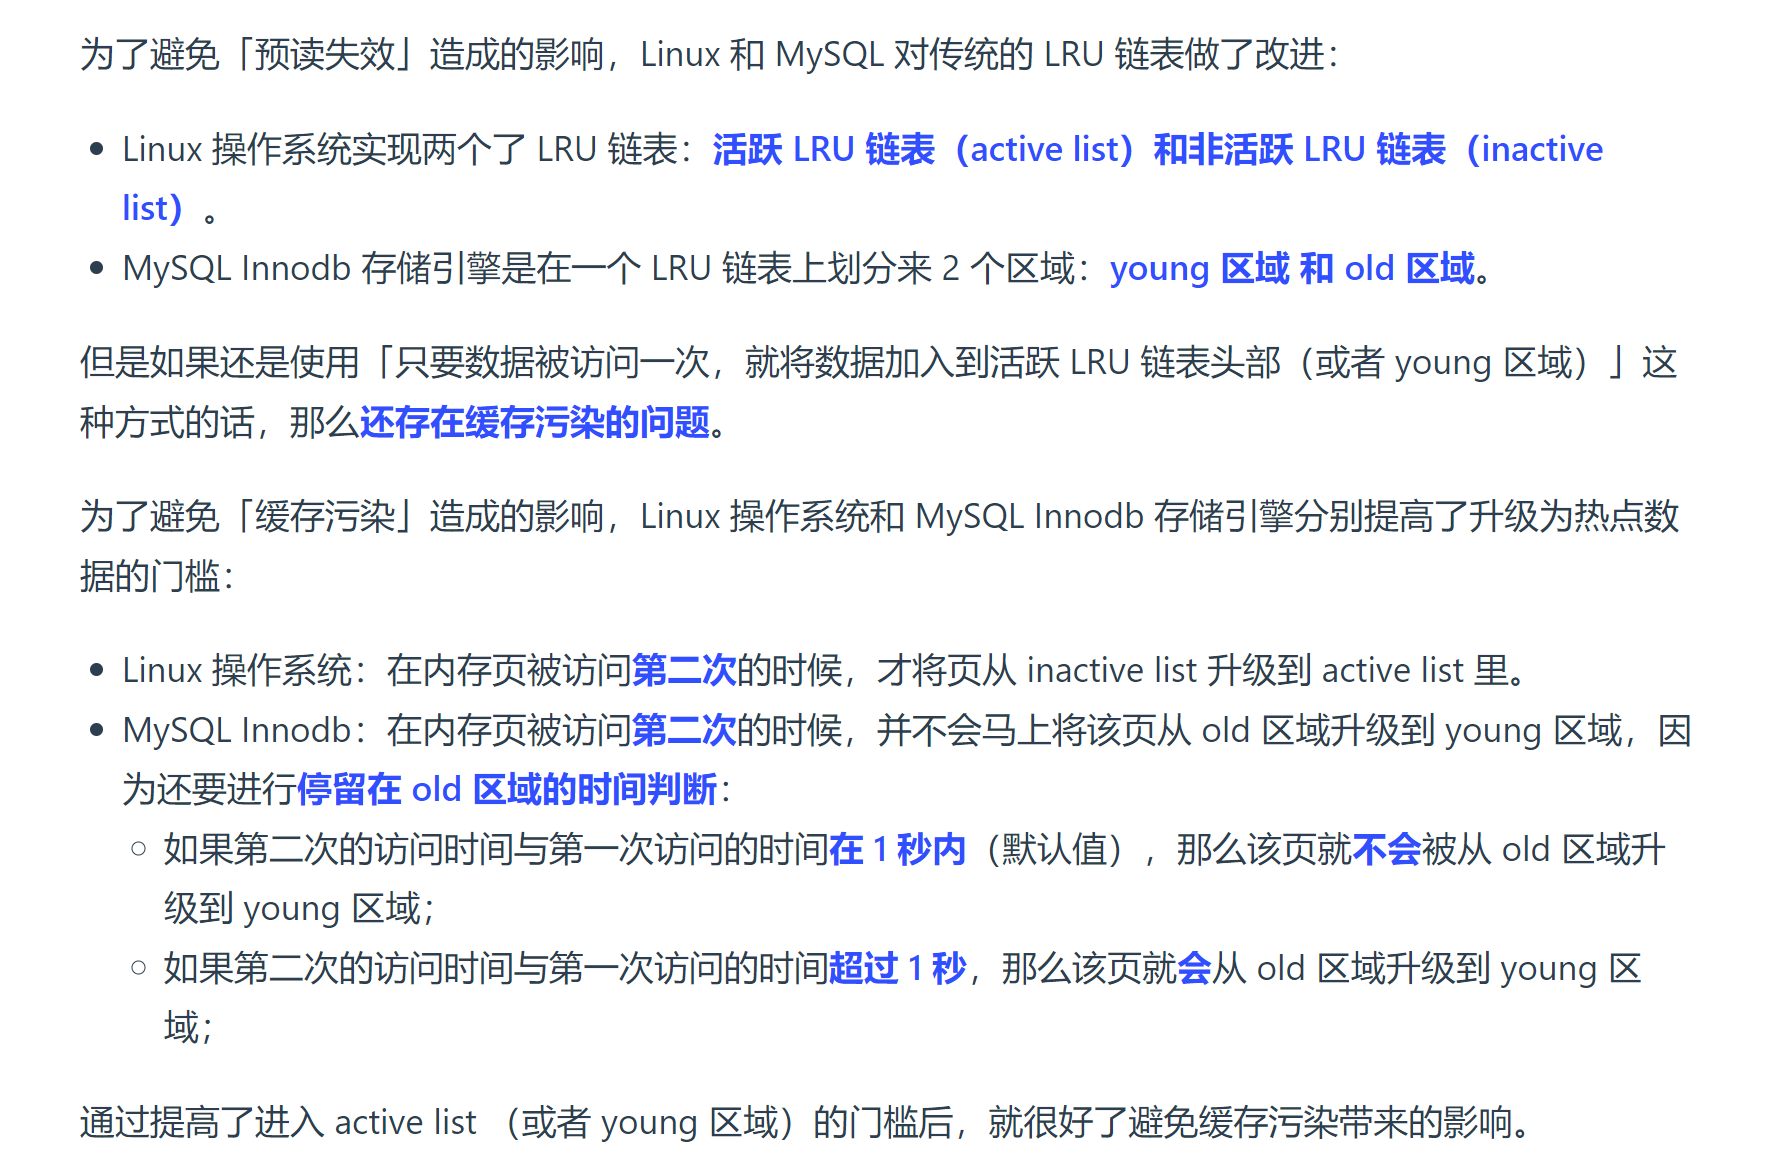 为了避免「预读失效」造成的影响，Linux 和 MySQL 对传统的 LRU 链表做了改进：
• Linux 操作系统实现两个了 LRU 链表：活跃 LRU 链表（active list）和非活跃 LRU 链表（inactive
list）。
• MySQL Innodb 存储引擎是在一个 LRU 链表上划分来 2 个区域：young 区域 和 old 区域。
但是如果还是使用「只要数据被访问一次，就将数据加入到活跃 LRU 链表头部（或者 young 区域）」这
种方式的话，那么还存在缓存污染的问题。
为了避免「缓存污染」造成的影响，Linux 操作系统和 MySQL Innodb 存储引擎分别提高了升级为热点数
据的门槛：
• Linux 操作系统：在内存页被访问第二次的时候，才将页从 inactive list 升级到 active list 里。
• MySQL Innodb：在内存页被访问第二次的时候，并不会马上将该页从 old 区域升级到 young 区域，因
为还要进行停留在 old 区域的时间判断：
○ 如果第二次的访问时间与第一次访问的时间在 1 秒内（默认值），那么该页就不会被从 old 区域升
级到 young 区域；
○ 如果第二次的访问时间与第一次访问的时间超过 1 秒，那么该页就会从 old 区域升级到 young 区
域；
通过提高了进入 active list （或者 young 区域）的门槛后，就很好了避免缓存污染带来的影响。